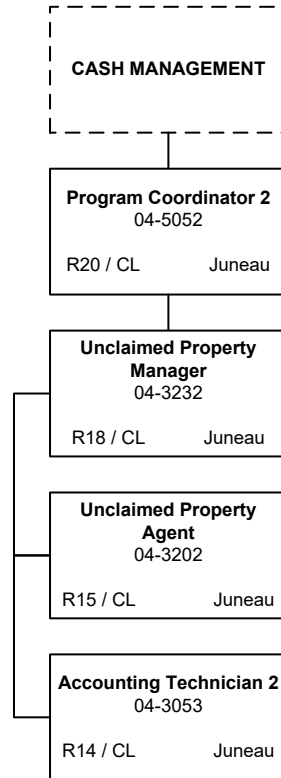 CASH MANAGEMENT
Program Coordinator 2
04-5052
R20 / CL Juneau
Unclaimed Property
Manager
04-3232
R18 / CL Juneau
Unclaimed Property
Agent
04-3202
R15 / CL Juneau
Accounting Technician 2
04-3053
R14 / CL Juneau